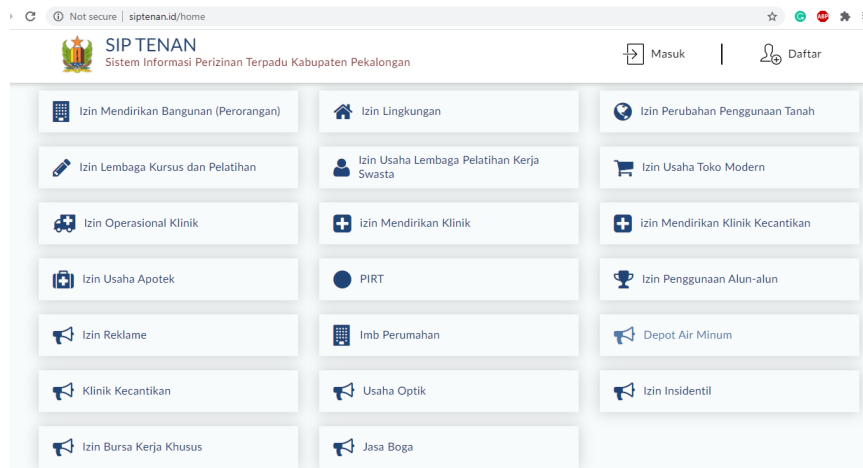 Not secure | siptenan.id/home
ABP
SIP TENAN
Sistem Informasi Perizinan Terpadu Kabupaten Pekalongan
Masuk
Daftar
Izin Mendirikan Bangunan (Perorangan)
Izin Lingkungan
Izin Perubahan Penggunaan Tanah
Izin Lembaga Kursus dan Pelatihan
Izin Usaha Lembaga Pelatihan Kerja
Swasta
Izin Usaha Toko Modern
Izin Operasional Klinik
izin Mendirikan Klinik
izin Mendirikan Klinik Kecantikan
Izin Usaha Apotek
PIRT
Izin Penggunaan Alun-alun
Izin Reklame
Imb Perumahan
Depot Air Minum
Klinik Kecantikan
Usaha Optik
Izin Insidentil
Izin Bursa Kerja Khusus
Jasa Boga